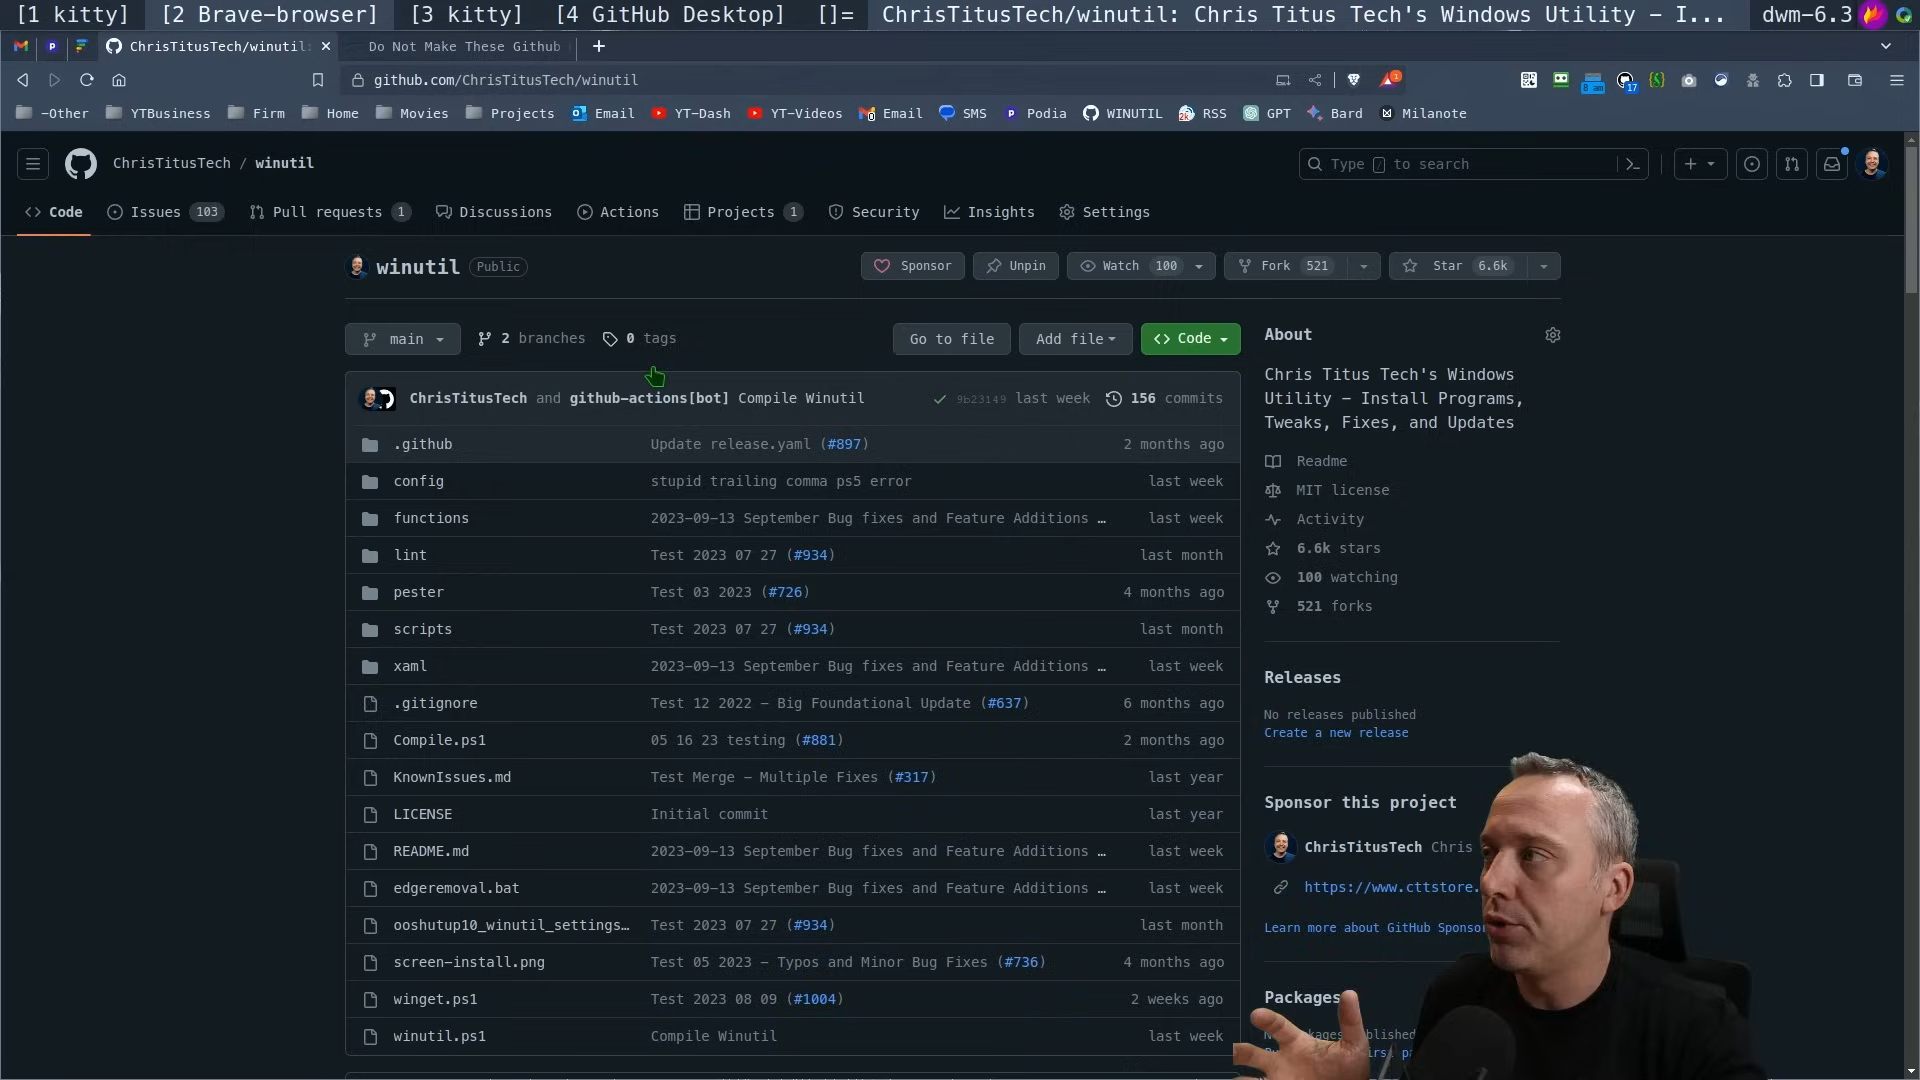 [1 kitty] [2 Brave-browser] [3 kitty] [4 GitHub Desktop] []= ChrisTitusTech/winutil: Chris Titus Tech's Windows Utility - I... dwm-6.3
ChrisTitusTech/winutil: Do Not Make These Github
github.com/ChrisTitusTech/winutil 1 8 am 17
-Other YTBusiness Firm Home Movies Projects Email YT-Dash YT-Videos Email SMS Podia WINUTIL RSS GPT Bard Milanote
ChrisTitusTech / winutil Type / to search
Code Issues 103 Pull requests 1 Discussions Actions Projects 1 Security Insights Settings
winutil Public Sponsor Unpin Watch 100 Fork 521 Star 6.6k
main 2 branches 0 tags Go to file Add file Code
ChrisTitusTech and github-actions[bot] Compile Winutil 9b23149 last week 156 commits
.github Update release.yaml (#897) 2 months ago
config stupid trailing comma ps5 error last week
functions 2023-09-13 September Bug fixes and Feature Additions … last week
lint Test 2023 07 27 (#934) last month
pester Test 03 2023 (#726) 4 months ago
scripts Test 2023 07 27 (#934) last month
xaml 2023-09-13 September Bug fixes and Feature Additions … last week
.gitignore Test 12 2022 - Big Foundational Update (#637) 6 months ago
Compile.ps1 05 16 23 testing (#881) 2 months ago
KnownIssues.md Test Merge - Multiple Fixes (#317) last year
LICENSE Initial commit last year
README.md 2023-09-13 September Bug fixes and Feature Additions … last week
edgeremoval.bat 2023-09-13 September Bug fixes and Feature Additions … last week
ooshutup10_winutil_settings… Test 2023 07 27 (#934) last month
screen-install.png Test 05 2023 - Typos and Minor Bug Fixes (#736) 4 months ago
winget.ps1 Test 2023 08 09 (#1004) 2 weeks ago
winutil.ps1 Compile Winutil last week
About
Chris Titus Tech's Windows
Utility - Install Programs,
Tweaks, Fixes, and Updates
Readme
MIT license
Activity
6.6k stars
100 watching
521 forks
Releases
No releases published
Create a new release
Sponsor this project
ChrisTitusTech Chris
https://www.cttstore.
Learn more about GitHub Sponsor
Packages